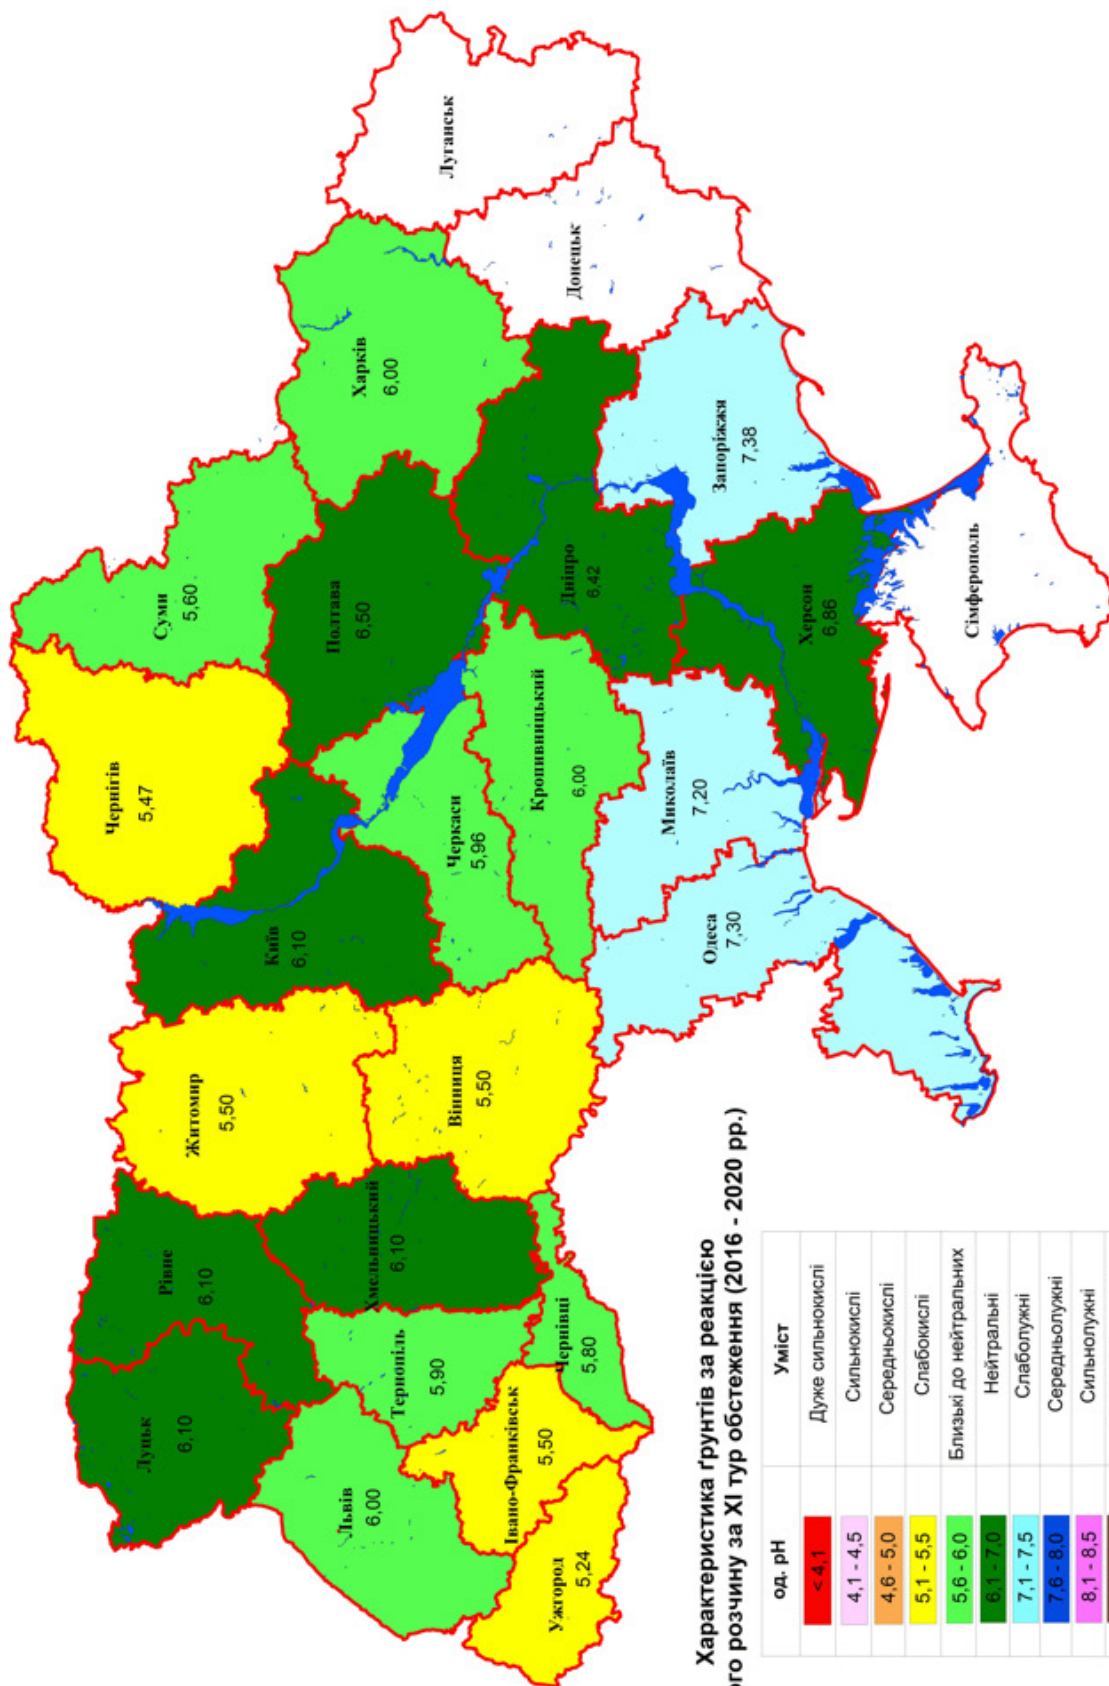 Луганськ
Донецьк
Харків
6,00
Суми
5,60
Полтава
6,50
Дніпро
6,42
Запоріжжя
7,38
Херсон
6,86
Сімферополь
Чернігів
5,47
Київ
6,10
Черкаси
5,96
Кропивницький
6,00
Миколаїв
7,20
Одеса
7,30
Житомир
5,50
Вінниця
5,50
Рівне
6,10
Хмельницький
6,10
Луцьк
6,10
Тернопіль
5,90
Чернівці
5,80
Львів
6,00
Івано-Франківськ
5,50
Ужгород
5,24
Характеристика ґрунтів за реакцією
ого розчину за XI тур обстеження (2016 - 2020 рр.)
од. рН Уміст
< 4,1 Дуже сильнокислі
4,1 - 4,5 Сильнокислі
4,6 - 5,0 Середньокислі
5,1 - 5,5 Слабокислі
5,6 - 6,0 Близькі до нейтральних
6,1 - 7,0 Нейтральні
7,1 - 7,5 Слаболужні
7,6 - 8,0 Середньолужні
8,1 - 8,5 Сильнолужні